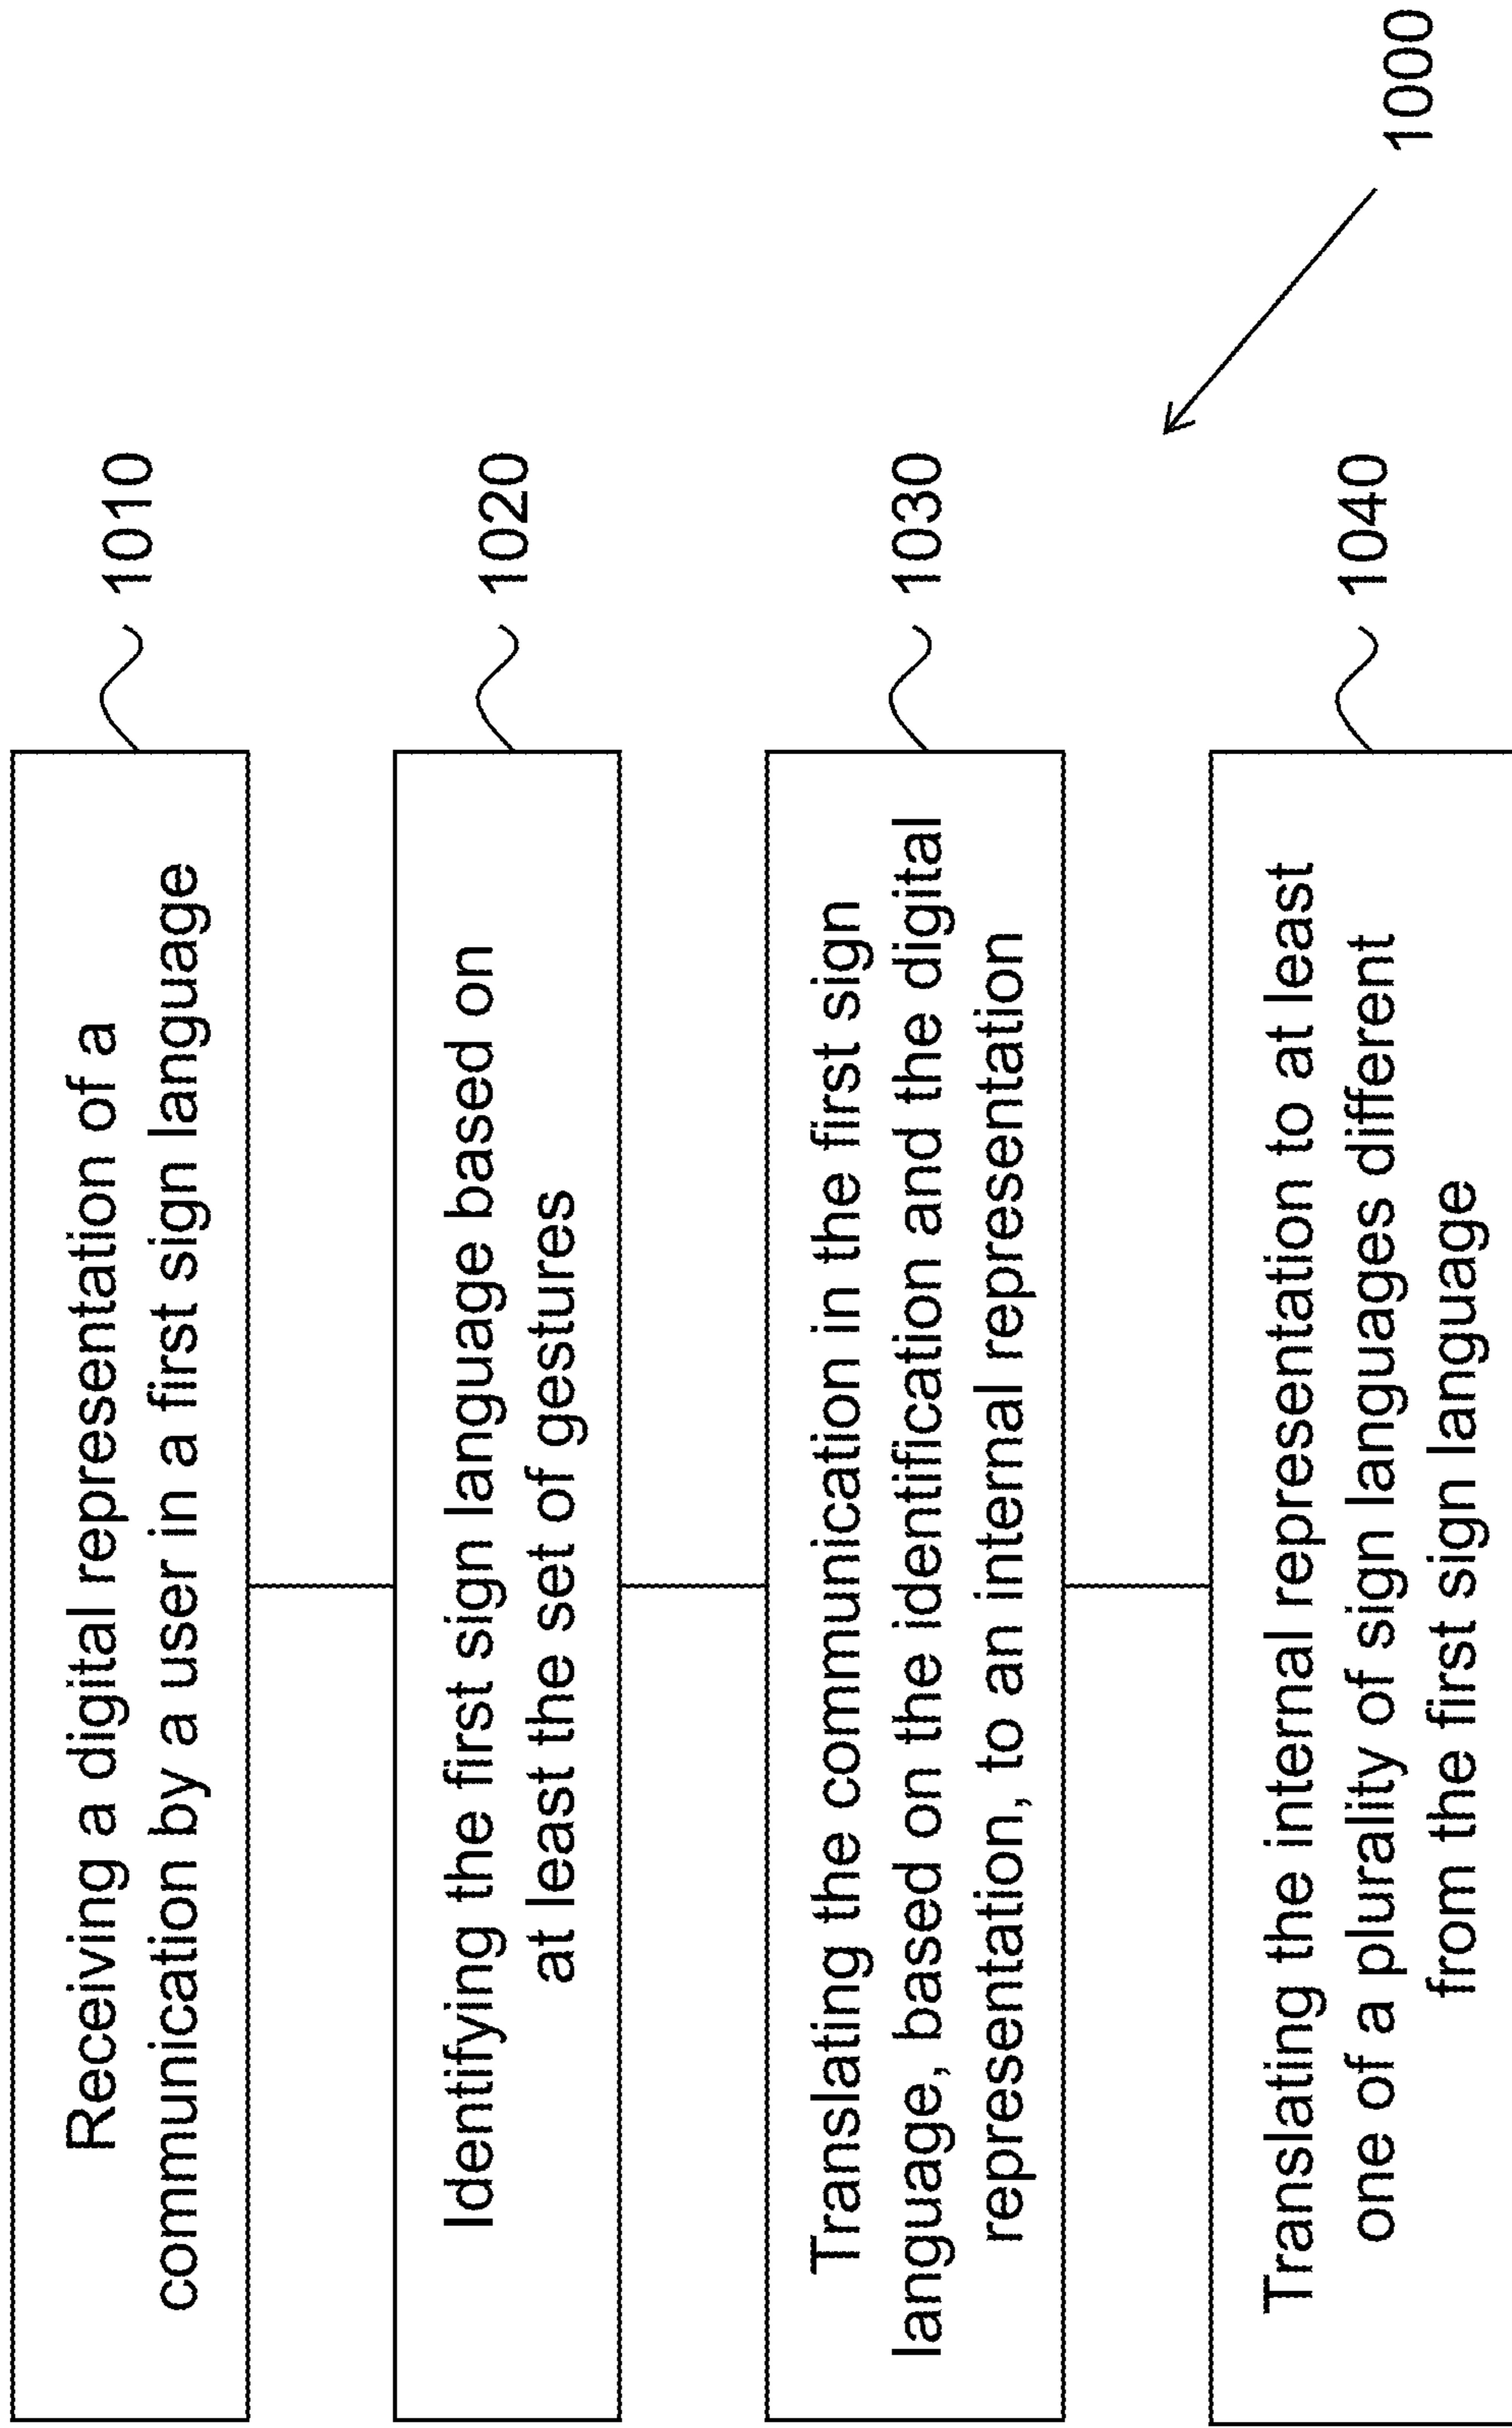 Receiving a digital representation of a
communication by a user in a first sign language
1010
Identifying the first sign language based on
at least the set of gestures
1020
Translating the communication in the first sign
language, based on the identification and the digital
representation, to an internal representation
1030
Translating the internal representation to at least
one of a plurality of sign languages different
from the first sign language
1040
1000